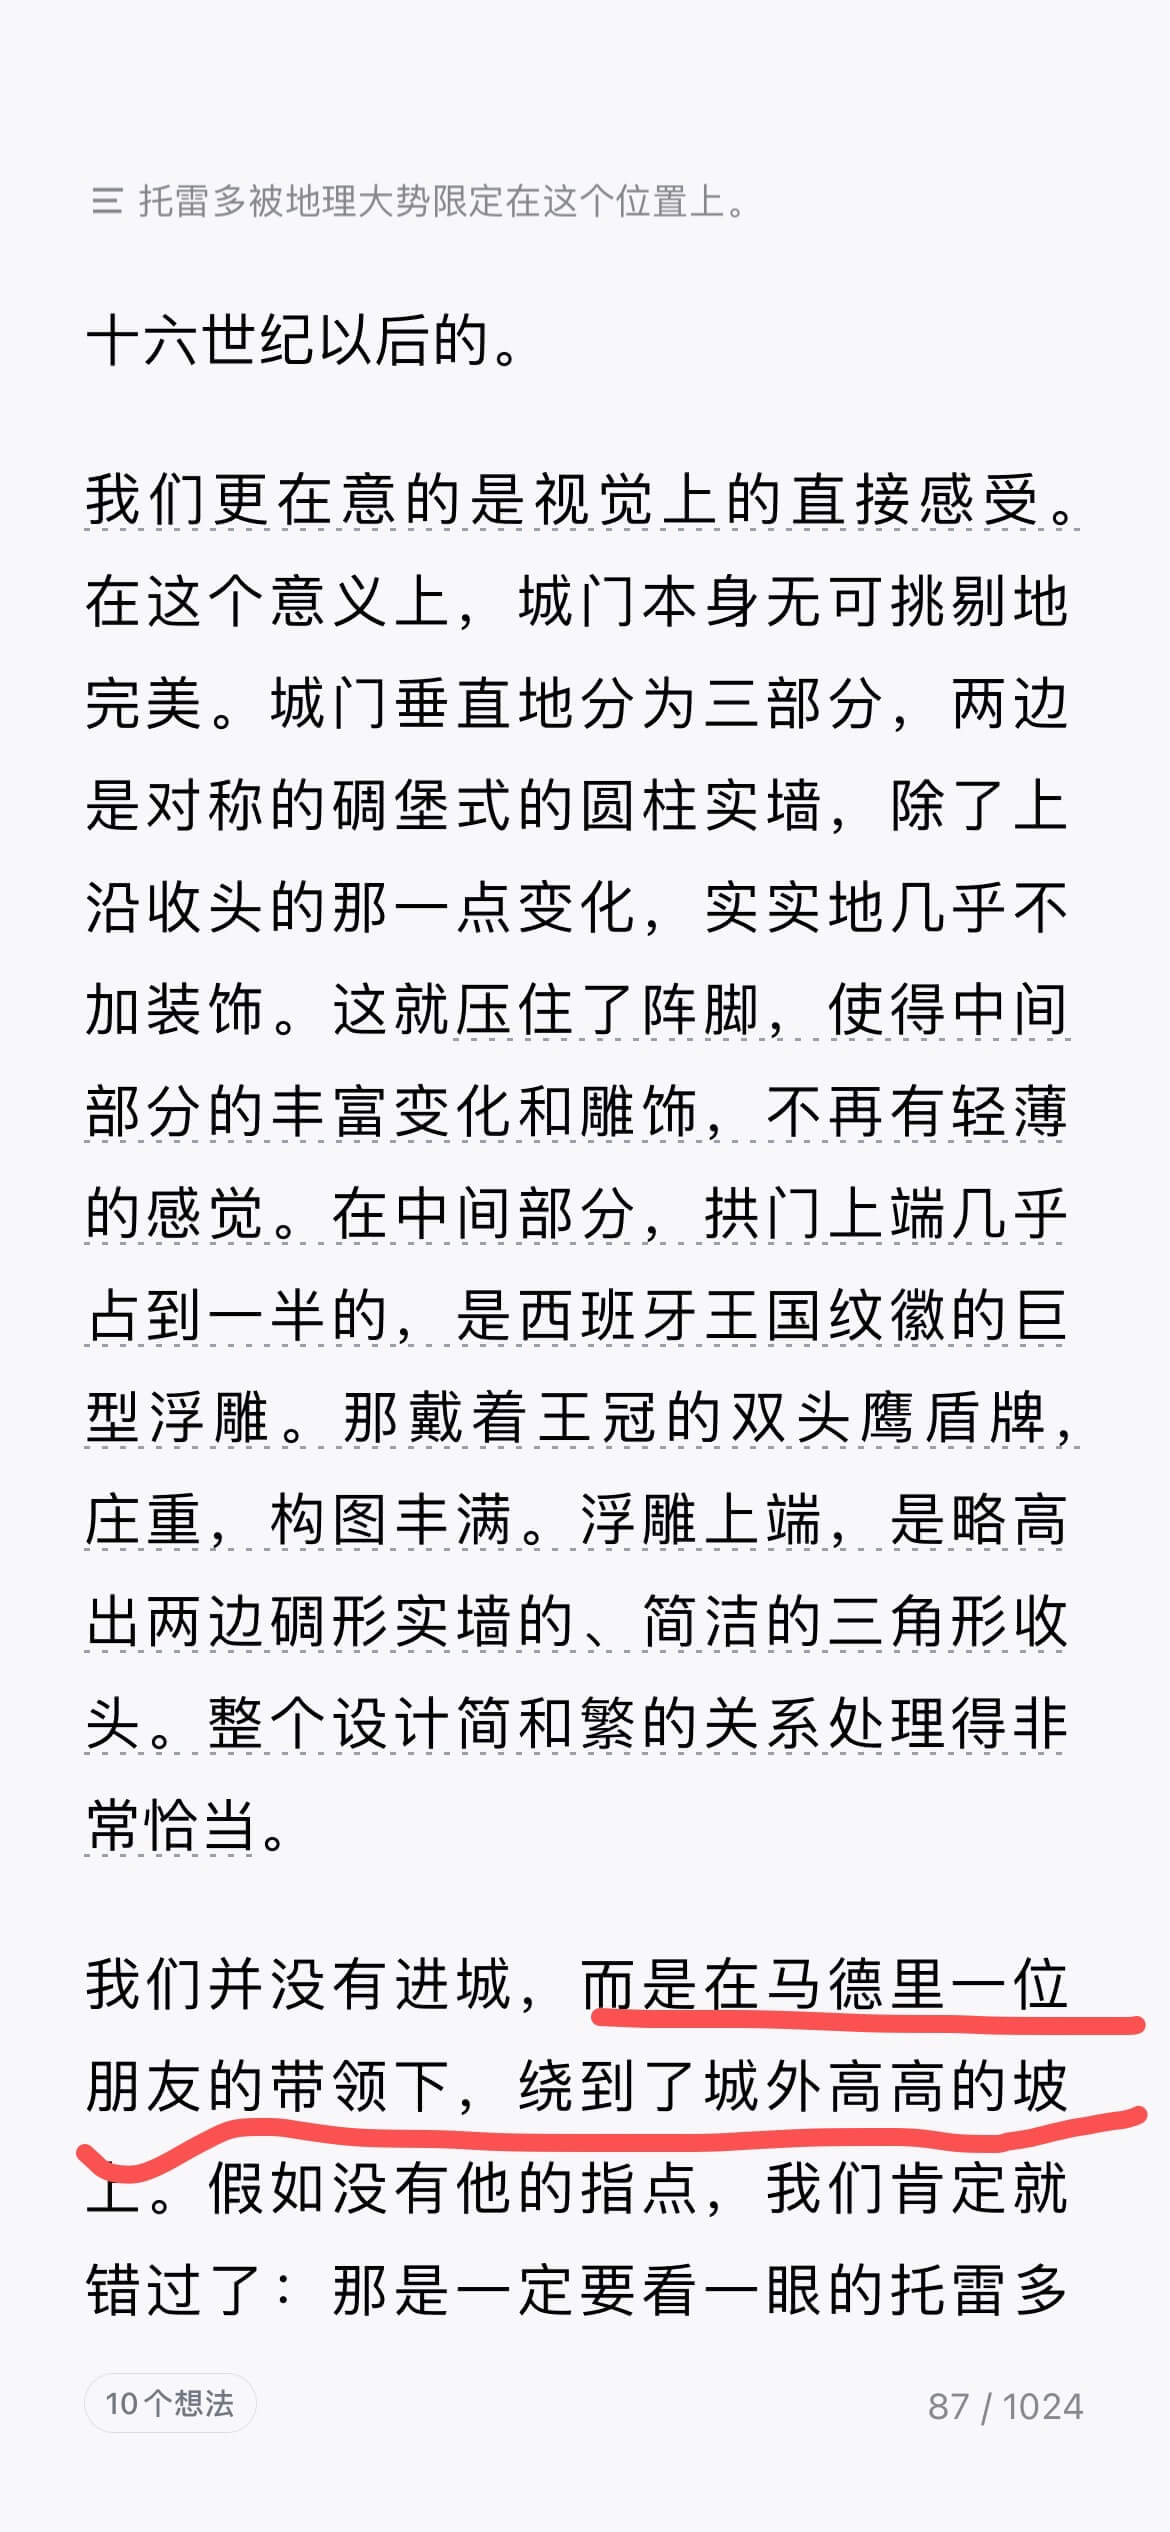 托雷多被地理大势限定在这个位置上。
十六世纪以后的。
我们更在意的是视觉上的直接感受。
在这个意义上，城门本身无可挑剔地
完美。城门垂直地分为三部分，两边
是对称的碉堡式的圆柱实墙，除了上
沿收头的那一点变化，实实地几乎不
加装饰。这就压住了阵脚，使得中间
部分的丰富变化和雕饰，不再有轻薄
的感觉。在中间部分，拱门上端几乎
占到一半的，是西班牙王国纹徽的巨
型浮雕。那戴着王冠的双头鹰盾牌，
庄重，构图丰满。浮雕上端，是略高
出两边碉形实墙的、简洁的三角形收
头。整个设计简和繁的关系处理得非
常恰当。
我们并没有进城，而是在马德里一位
朋友的带领下，绕到了城外高高的坡
上。假如没有他的指点，我们肯定就
错过了：那是一定要看一眼的托雷多
10个想法
87 / 1024